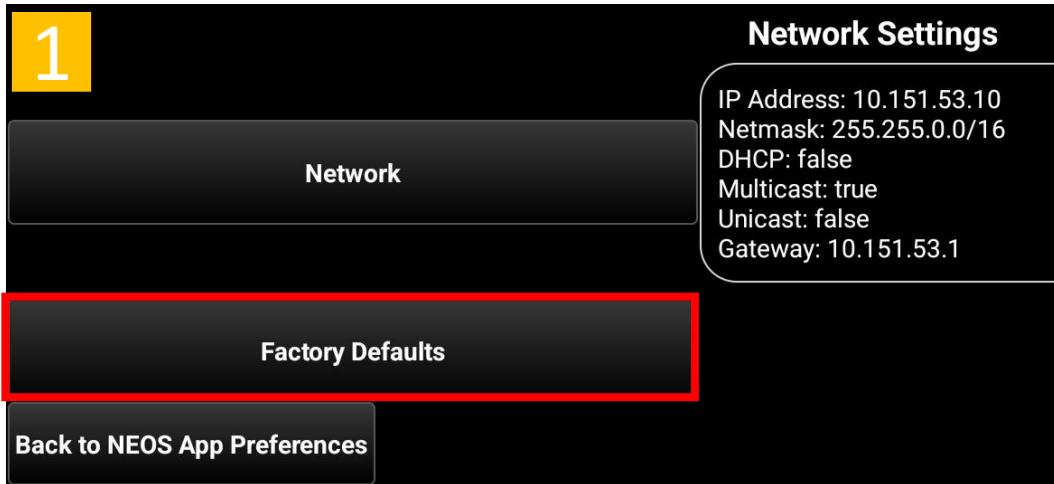 1
Network Settings
IP Address: 10.151.53.10
Netmask: 255.255.0.0/16
DHCP: false
Multicast: true
Unicast: false
Gateway: 10.151.53.1
Network
Factory Defaults
Back to NEOS App Preferences